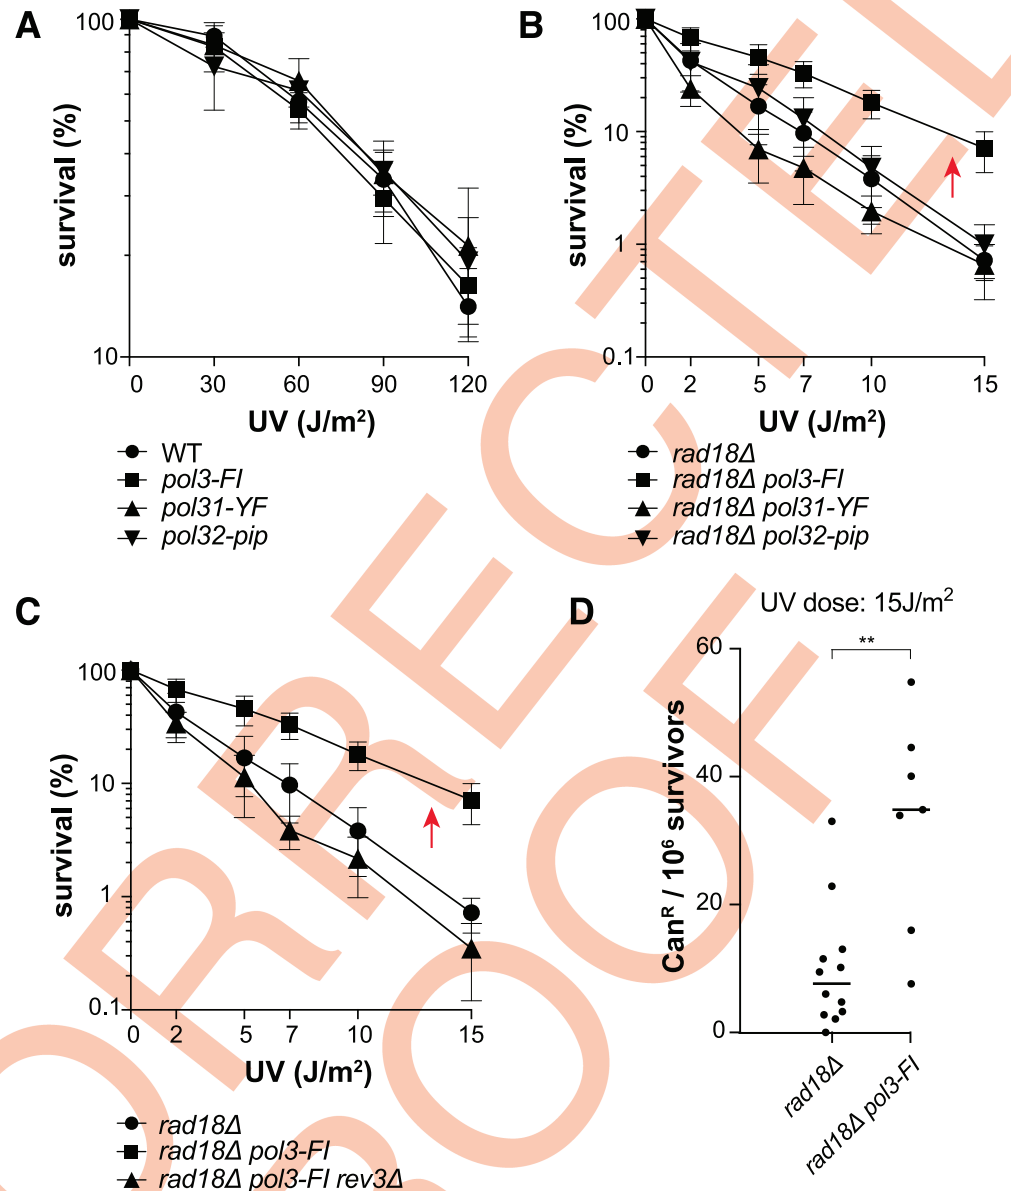 A
100
10
survival (%)
0 30 60 90 120
UV (J/m²)
WT
pol3-FI
pol31-YF
pol32-pip
B
100
10
1
0.1
survival (%)
0 2 5 7 10 15
UV (J/m²)
rad18Δ
rad18Δ pol3-FI
rad18Δ pol31-YF
rad18Δ pol32-pip
C
100
10
1
0.1
survival (%)
0 2 5 7 10 15
UV (J/m²)
rad18Δ
rad18Δ pol3-FI
rad18Δ pol3-FI rev3Δ
D
UV dose: 15J/m²
**
60
40
20
0
Canᴿ / 10⁶ survivors
rad18Δ
rad18Δ pol3-FI